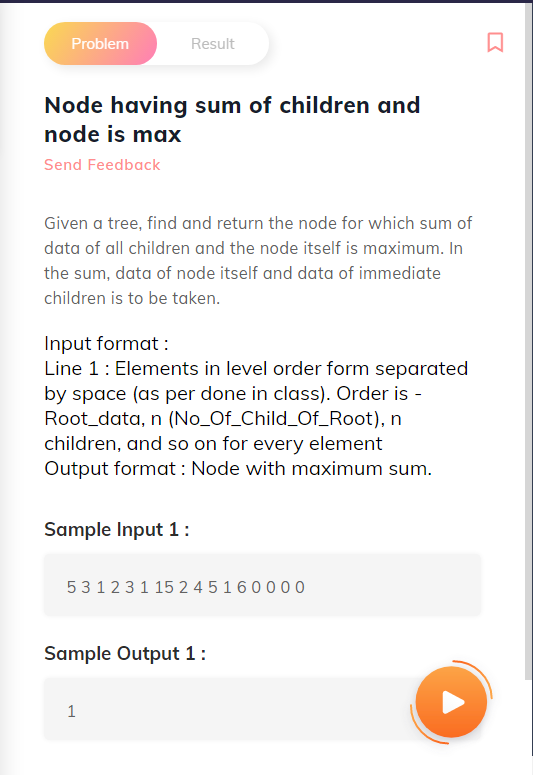 Problem
Result
Node having sum of children and
node is max
Send Feedback
Given a tree, find and return the node for which sum of
data of all children and the node itself is maximum. In
the sum, data of node itself and data of immediate
children is to be taken.
Input format :
Line 1 : Elements in level order form separated
by space (as per done in class). Order is -
Root_data, n (No_Of_Child_Of_Root), n
children, and so on for every element
Output format : Node with maximum sum.
Sample Input 1 :
5 3 1 2 3 1 15 2 4 5 1 6 0 0 0 0
Sample Output 1 :
1